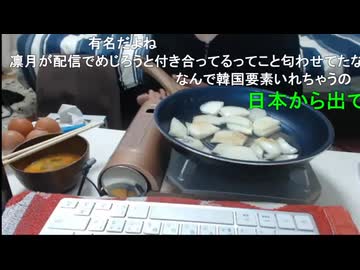 有名だよね
凛月が配信でめじろうと付き合ってるってこと匂わせてたな
なんで韓国要素いれちゃうの
日本から出て